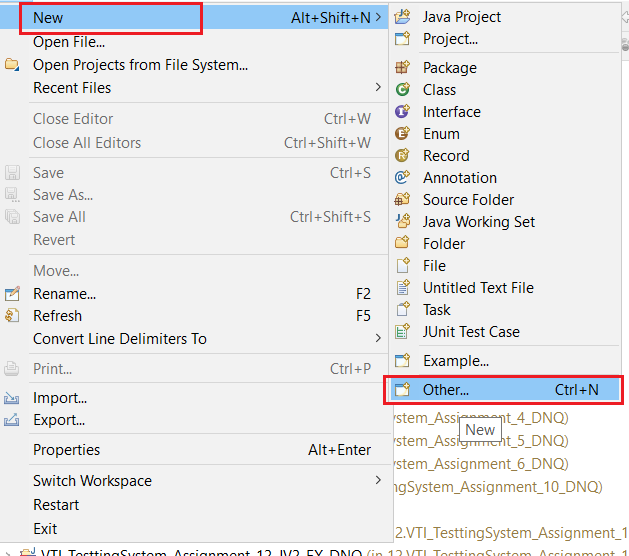 New Alt+Shift+N >
Open File...
Open Projects from File System...
Recent Files >
Close Editor Ctrl+W
Close All Editors Ctrl+Shift+W
Save Ctrl+S
Save As...
Save All Ctrl+Shift+S
Revert
Move...
Rename... F2
Refresh F5
Convert Line Delimiters To >
Print... Ctrl+P
Import...
Export...
Properties Alt+Enter
Switch Workspace >
Restart
Exit
Java Project
Project...
Package
Class
Interface
Enum
Record
Annotation
Source Folder
Java Working Set
Folder
File
Untitled Text File
Task
JUnit Test Case
Example...
Other... Ctrl+N
ystem_Assignment_4_DNQ)
New
ystem_Assignment_5_DNQ)
ystem_Assignment_6_DNQ)
ngSystem_Assignment_10_DNQ)
2.VTI_TesttingSystem_Assignment_1
> VTI_TesttingSystem_Assignment_12_JV2_EX_DNQ (in 12.VTI_TesttingSystem_Assignment_1